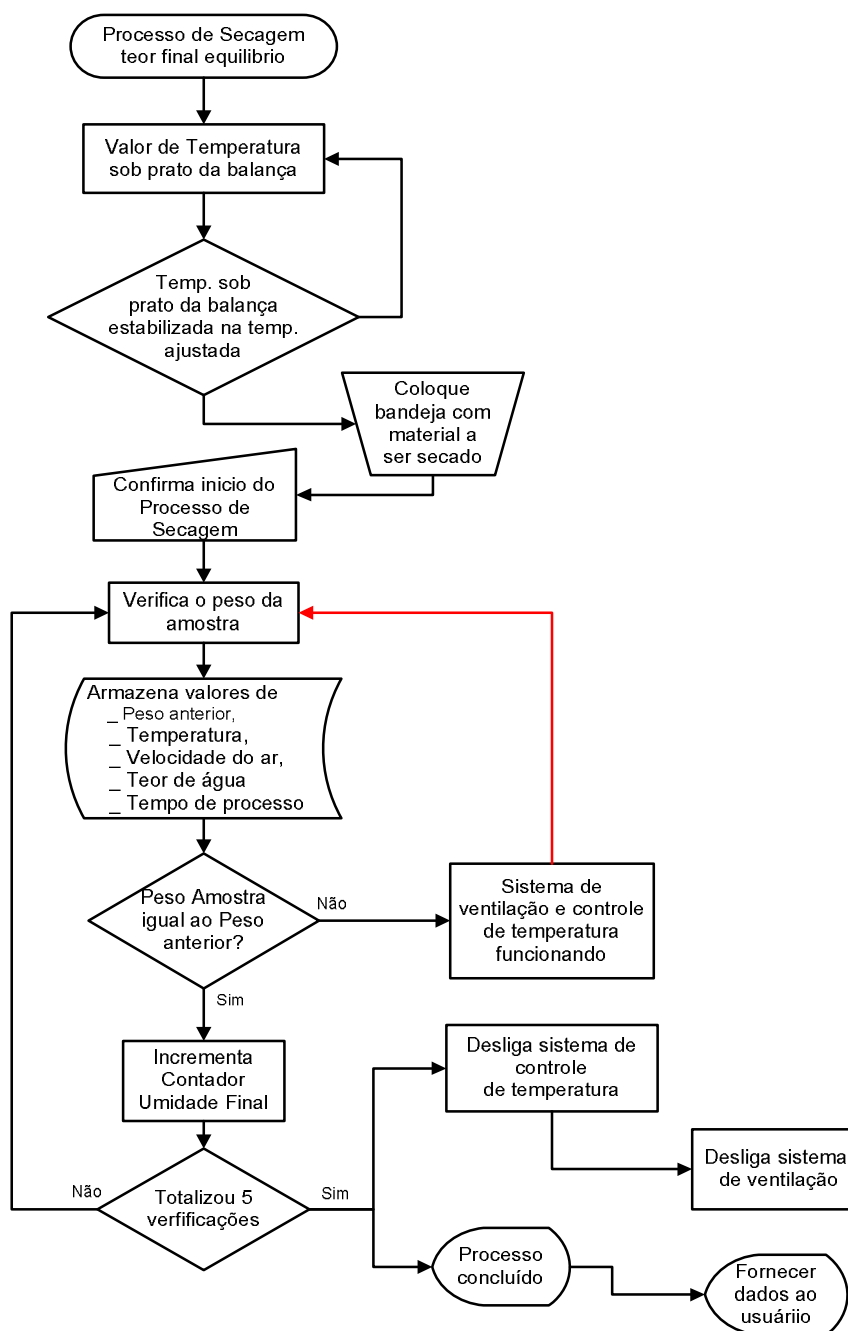 Processo de Secagem
teor final equilibrio
Valor de Temperatura
sob prato da balança
Temp. sob
prato da balança
estabilizada na temp.
ajustada
Coloque
bandeja com
material a
ser secado
Confirma inicio do
Processo de
Secagem
Verifica o peso da
amostra
Armazena valores de
_ Peso anterior,
_ Temperatura,
_ Velocidade do ar,
_ Teor de água
_ Tempo de processo
Peso Amostra
igual ao Peso
anterior?
Não
Sistema de
ventilação e controle
de temperatura
funcionando
Sim
Incrementa
Contador
Umidade Final
Desliga sistema de
controle
de temperatura
Desliga sistema
de ventilação
Não
Totalizou 5
verfificações
Sim
Processo
concluído
Fornecer
dados ao
usuáriio